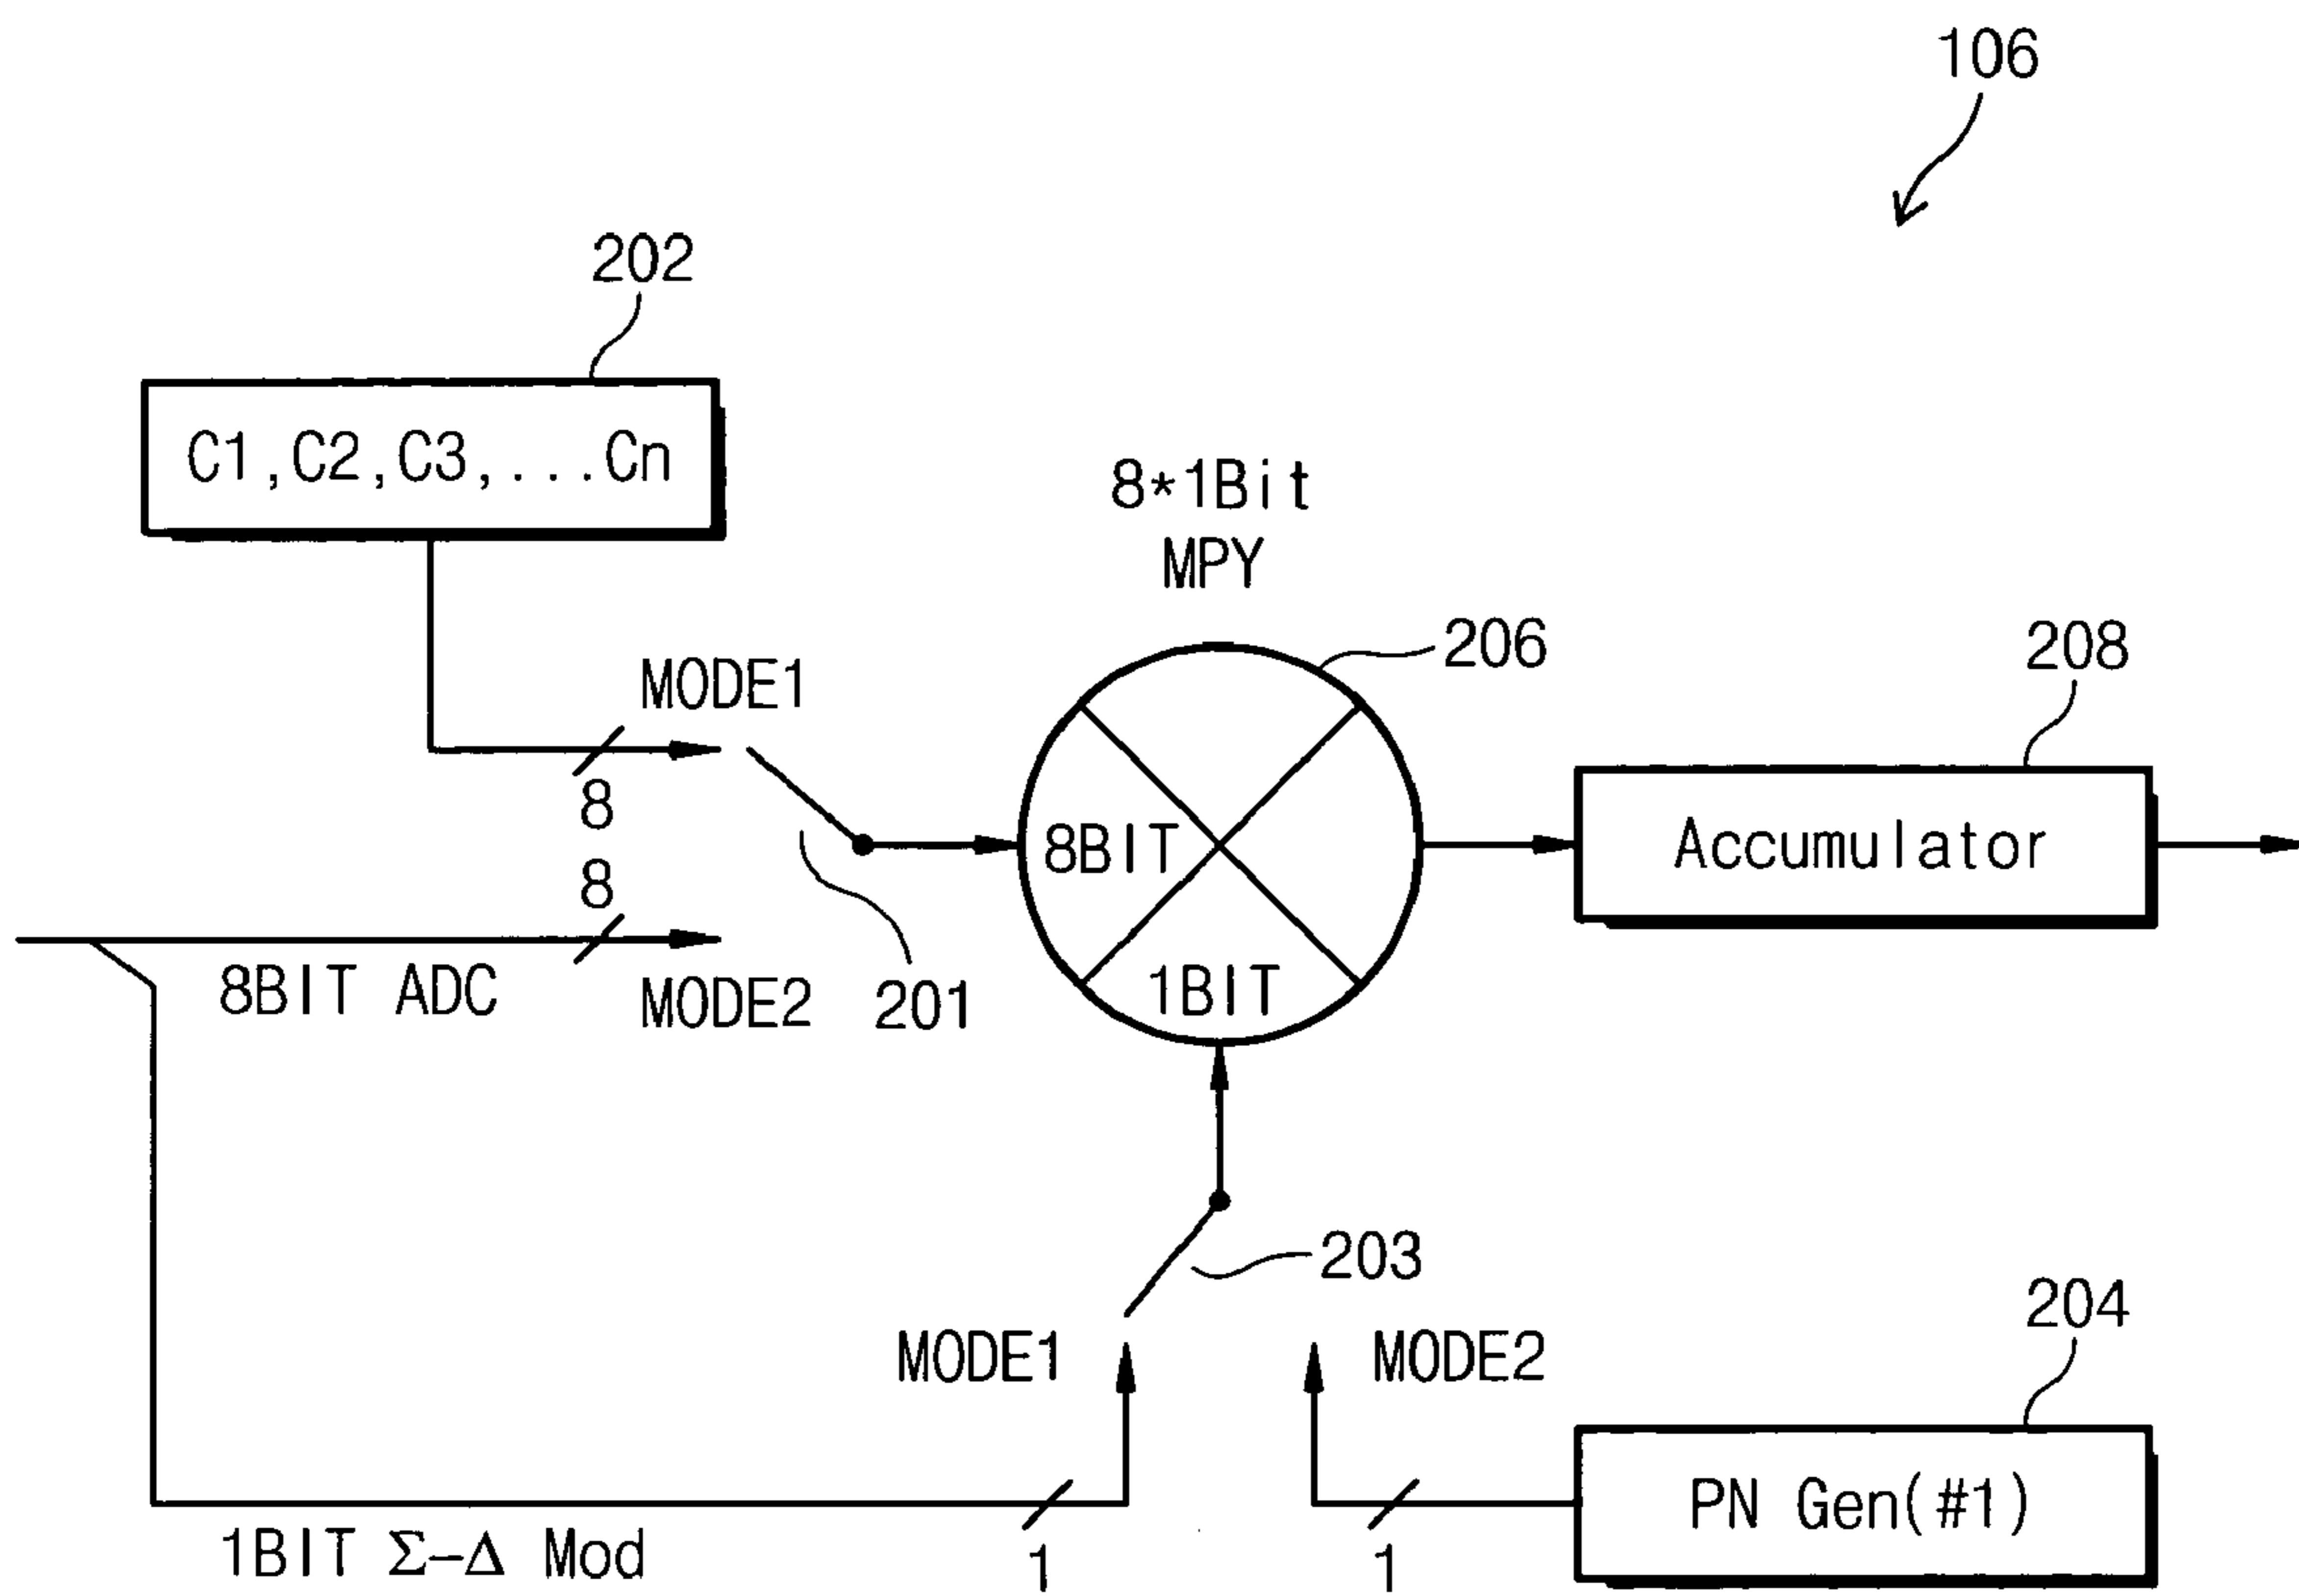 106
202
C1,C2,C3,...Cn
8*1Bit
MPY
206
208
MODE1
8
8BIT
Accumulator
8
8BIT ADC
MODE2
201
1BIT
203
204
MODE1
MODE2
PN Gen(#1)
1BIT Σ-Δ Mod
1
1